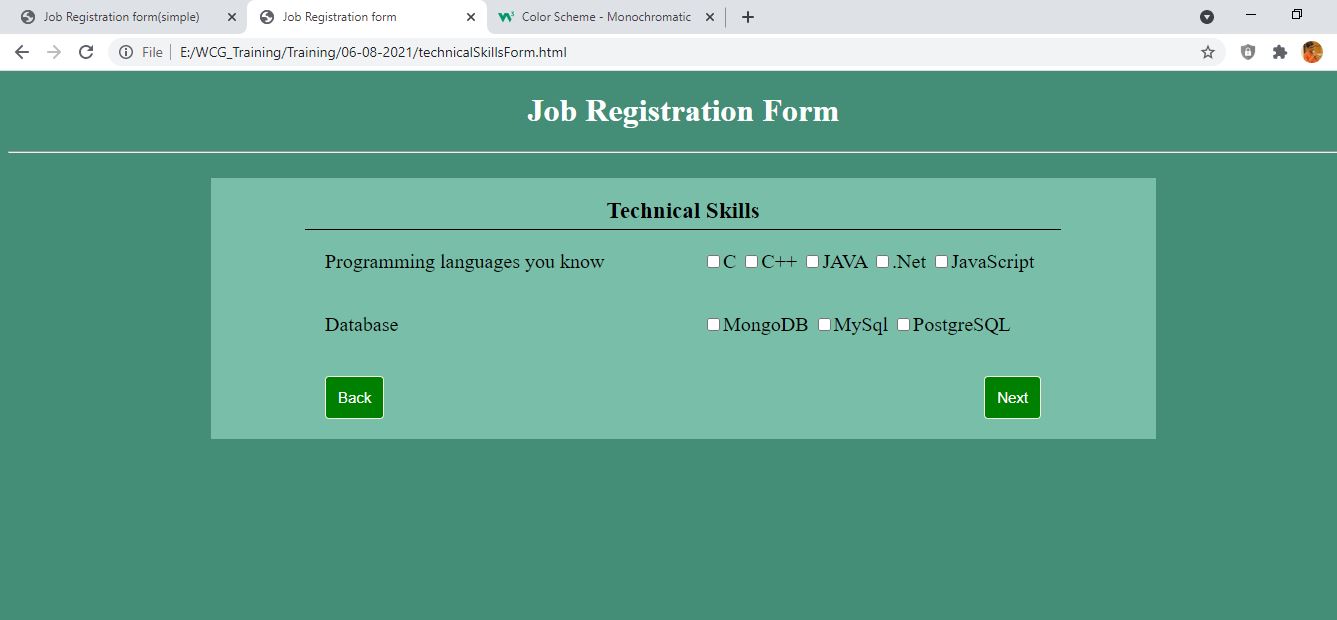 Job Registration form(simple)
Job Registration form
Color Scheme - Monochromatic
File
E:/WCG_Training/Training/06-08-2021/technicalSkillsForm.html
Job Registration Form
Technical Skills
Programming languages you know C C++ JAVA .Net JavaScript
Database MongoDB MySql PostgreSQL
Back Next